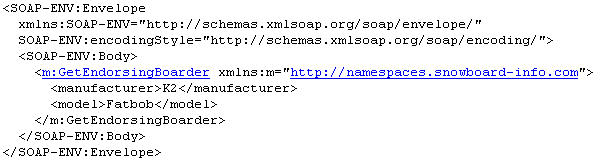 <SOAP-ENV:Envelope
xmlns:SOAP-ENV="http://schemas.xmlsoap.org/soap/envelope/"
SOAP-ENV:encodingStyle="http://schemas.xmlsoap.org/soap/encoding/">
<SOAP-ENV:Body>
<m:GetEndorsingBoarder xmlns:m="http://namespaces.snowboard-info.com">
<manufacturer>K2</manufacturer>
<model>Fatbob</model>
</m:GetEndorsingBoarder>
</SOAP-ENV:Body>
</SOAP-ENV:Envelope>